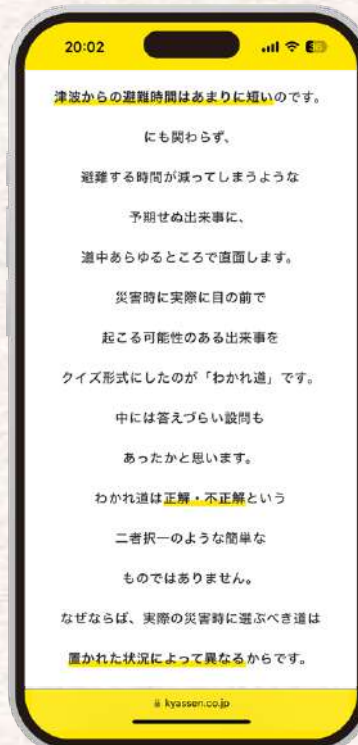 20:02
津波からの避難時間はあまりに短いのです。
にも関わらず、
避難する時間が減ってしまうような
予期せぬ出来事に、
道中あらゆるところで直面します。
災害時に実際に目の前で
起こる可能性のある出来事を
クイズ形式にしたのが「わかれ道」です。
中には答えづらい設問も
あったかと思います。
わかれ道は正解・不正解という
二者択一のような簡単な
ものではありません。
なぜならば、実際の災害時に選ぶべき道は
置かれた状況によって異なるからです。
kyassen.co.jp